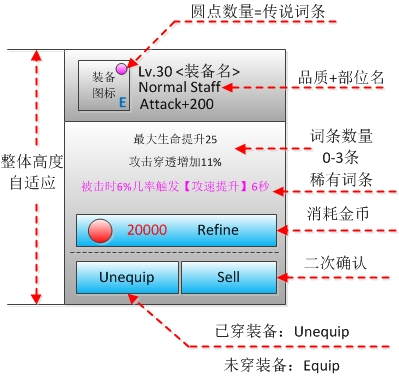 圆点数量=传说词条
装备
图标
E
Lv.30 <装备名>
Normal Staff
Attack+200
品质+部位名
最大生命提升25
攻击穿透增加11%
被击时6%几率触发【攻速提升】6秒
词条数量
0-3条
稀有词条
整体高度
自适应
20000 Refine
消耗金币
Unequip Sell
二次确认
已穿装备：Unequip
未穿装备：Equip